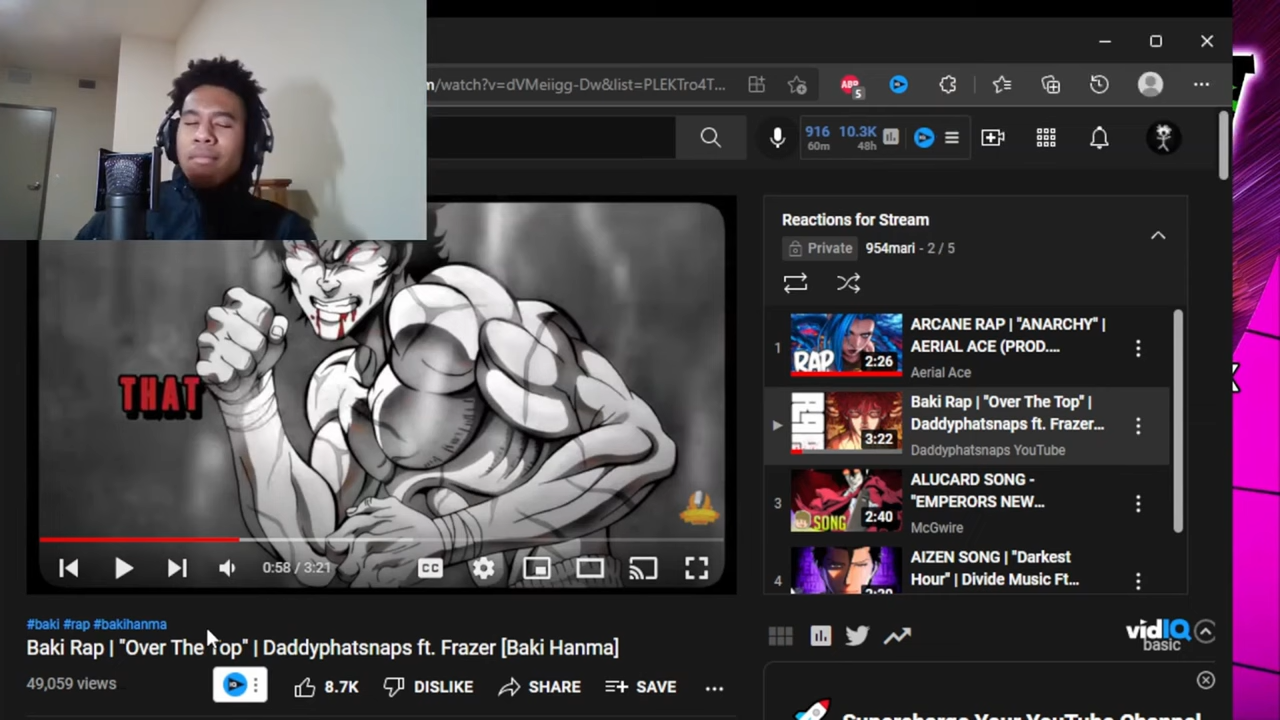 m/watch?v=dVMeiigg-Dw&list=PLEKTro4T...
ABP
5
916 10.3K
60m 48h
THAT
0:58 / 3:21
CC
#baki #rap #bakihanma
Baki Rap | "Over The Top" | Daddyphatsnaps ft. Frazer [Baki Hanma]
49,059 views
8.7K
DISLIKE
SHARE
SAVE
Reactions for Stream
Private 954mari - 2 / 5
1
RAP
2:26
ARCANE RAP | "ANARCHY" |
AERIAL ACE (PROD....
Aerial Ace
3:22
Baki Rap | "Over The Top" |
Daddyphatsnaps ft. Frazer...
Daddyphatsnaps YouTube
3
SONG
2:40
ALUCARD SONG -
"EMPERORS NEW...
McGwire
4
AIZEN SONG | "Darkest
Hour" | Divide Music Ft...
vidIQ
basic